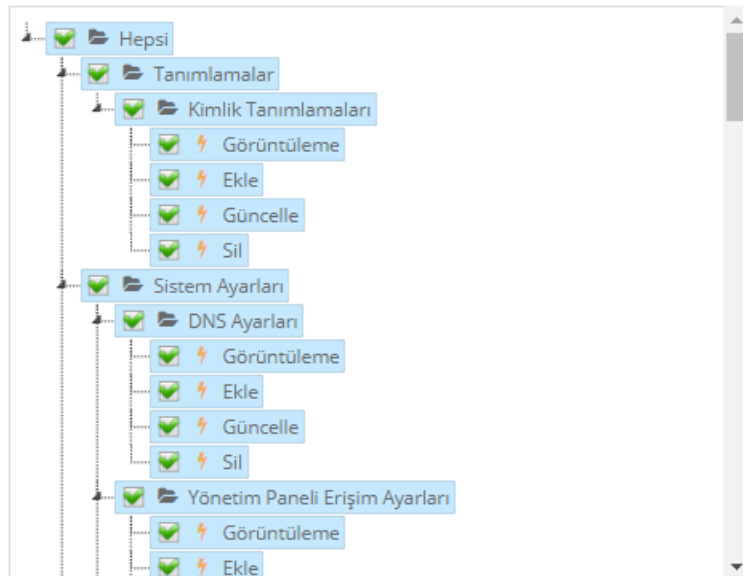 Hepsi
Tanımlamalar
Kimlik Tanımlamaları
Görüntüleme
Ekle
Güncelle
Sil
Sistem Ayarları
DNS Ayarları
Görüntüleme
Ekle
Güncelle
Sil
Yönetim Paneli Erişim Ayarları
Görüntüleme
Ekle